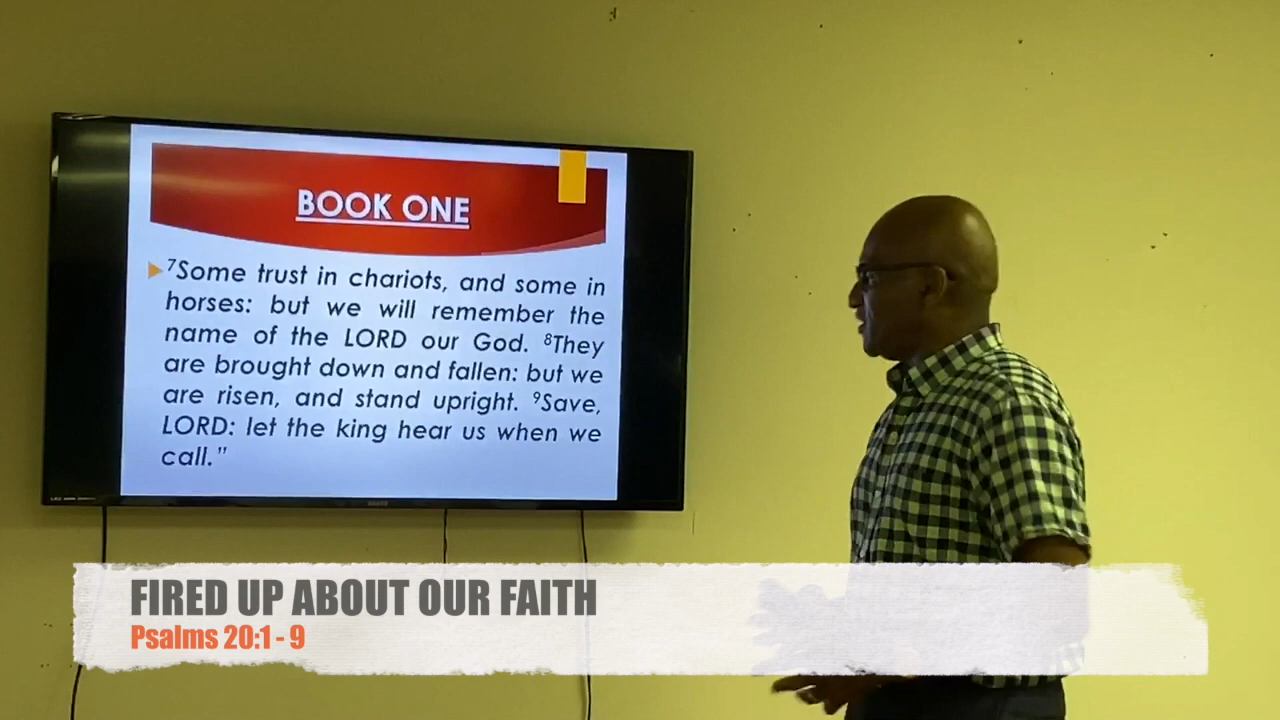 BOOK ONE
⁷Some trust in chariots, and some in
horses: but we will remember the
name of the LORD our God. ⁸They
are brought down and fallen: but we
are risen, and stand upright. ⁹Save,
LORD: let the king hear us when we
call."
FIRED UP ABOUT OUR FAITH
Psalms 20:1 - 9